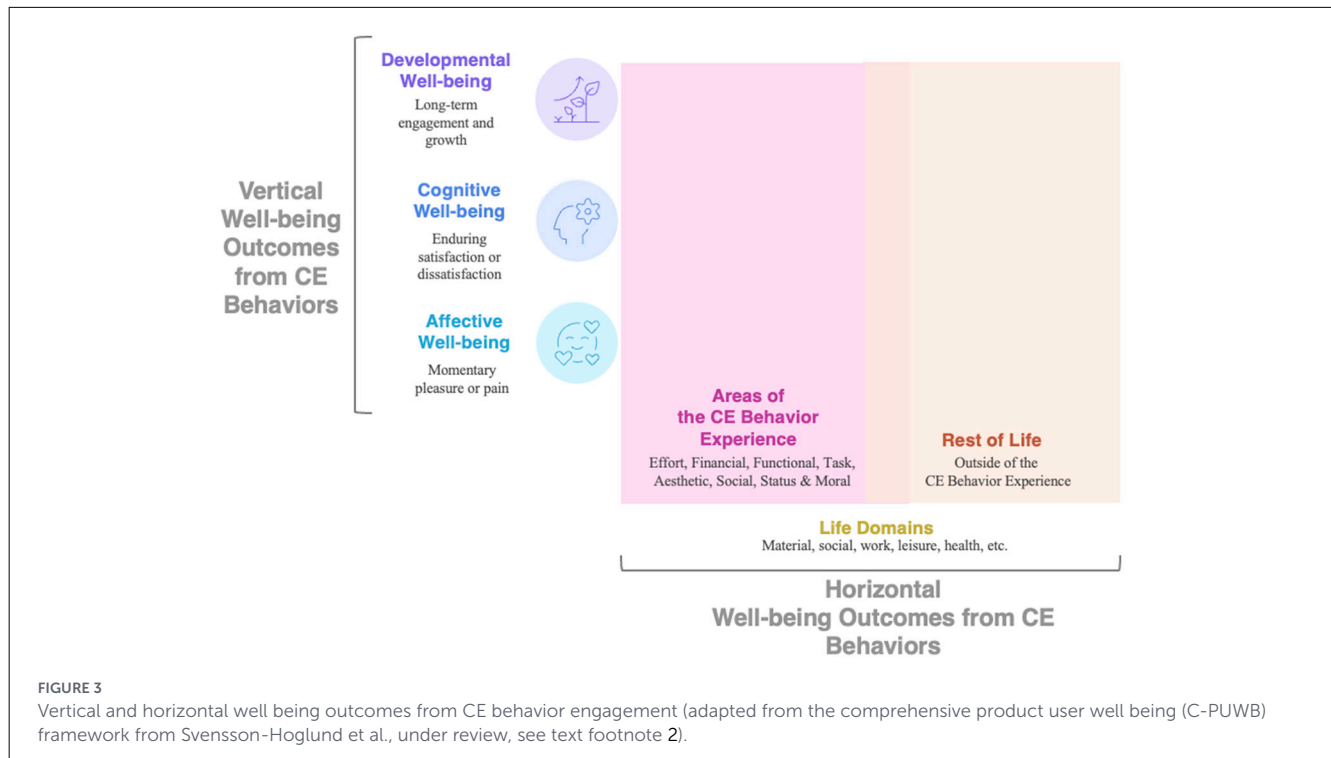 Developmental
Well-being
Long-term
engagement and
growth
Vertical
Well-being
Outcomes
from CE
Behaviors
Cognitive
Well-being
Enduring
satisfaction or
dissatisfaction
Affective
Well-being
Momentary
pleasure or pain
Areas of
the CE Behavior
Experience
Effort, Financial, Functional, Task,
Aesthetic, Social, Status & Moral
Rest of Life
Outside of the
CE Behavior Experience
Life Domains
Material, social, work, leisure, health, etc.
Horizontal
Well-being Outcomes from CE
Behaviors
FIGURE 3
Vertical and horizontal well being outcomes from CE behavior engagement (adapted from the comprehensive product user well being (C-PUWB)
framework from Svensson-Hoglund et al., under review, see text footnote 2).